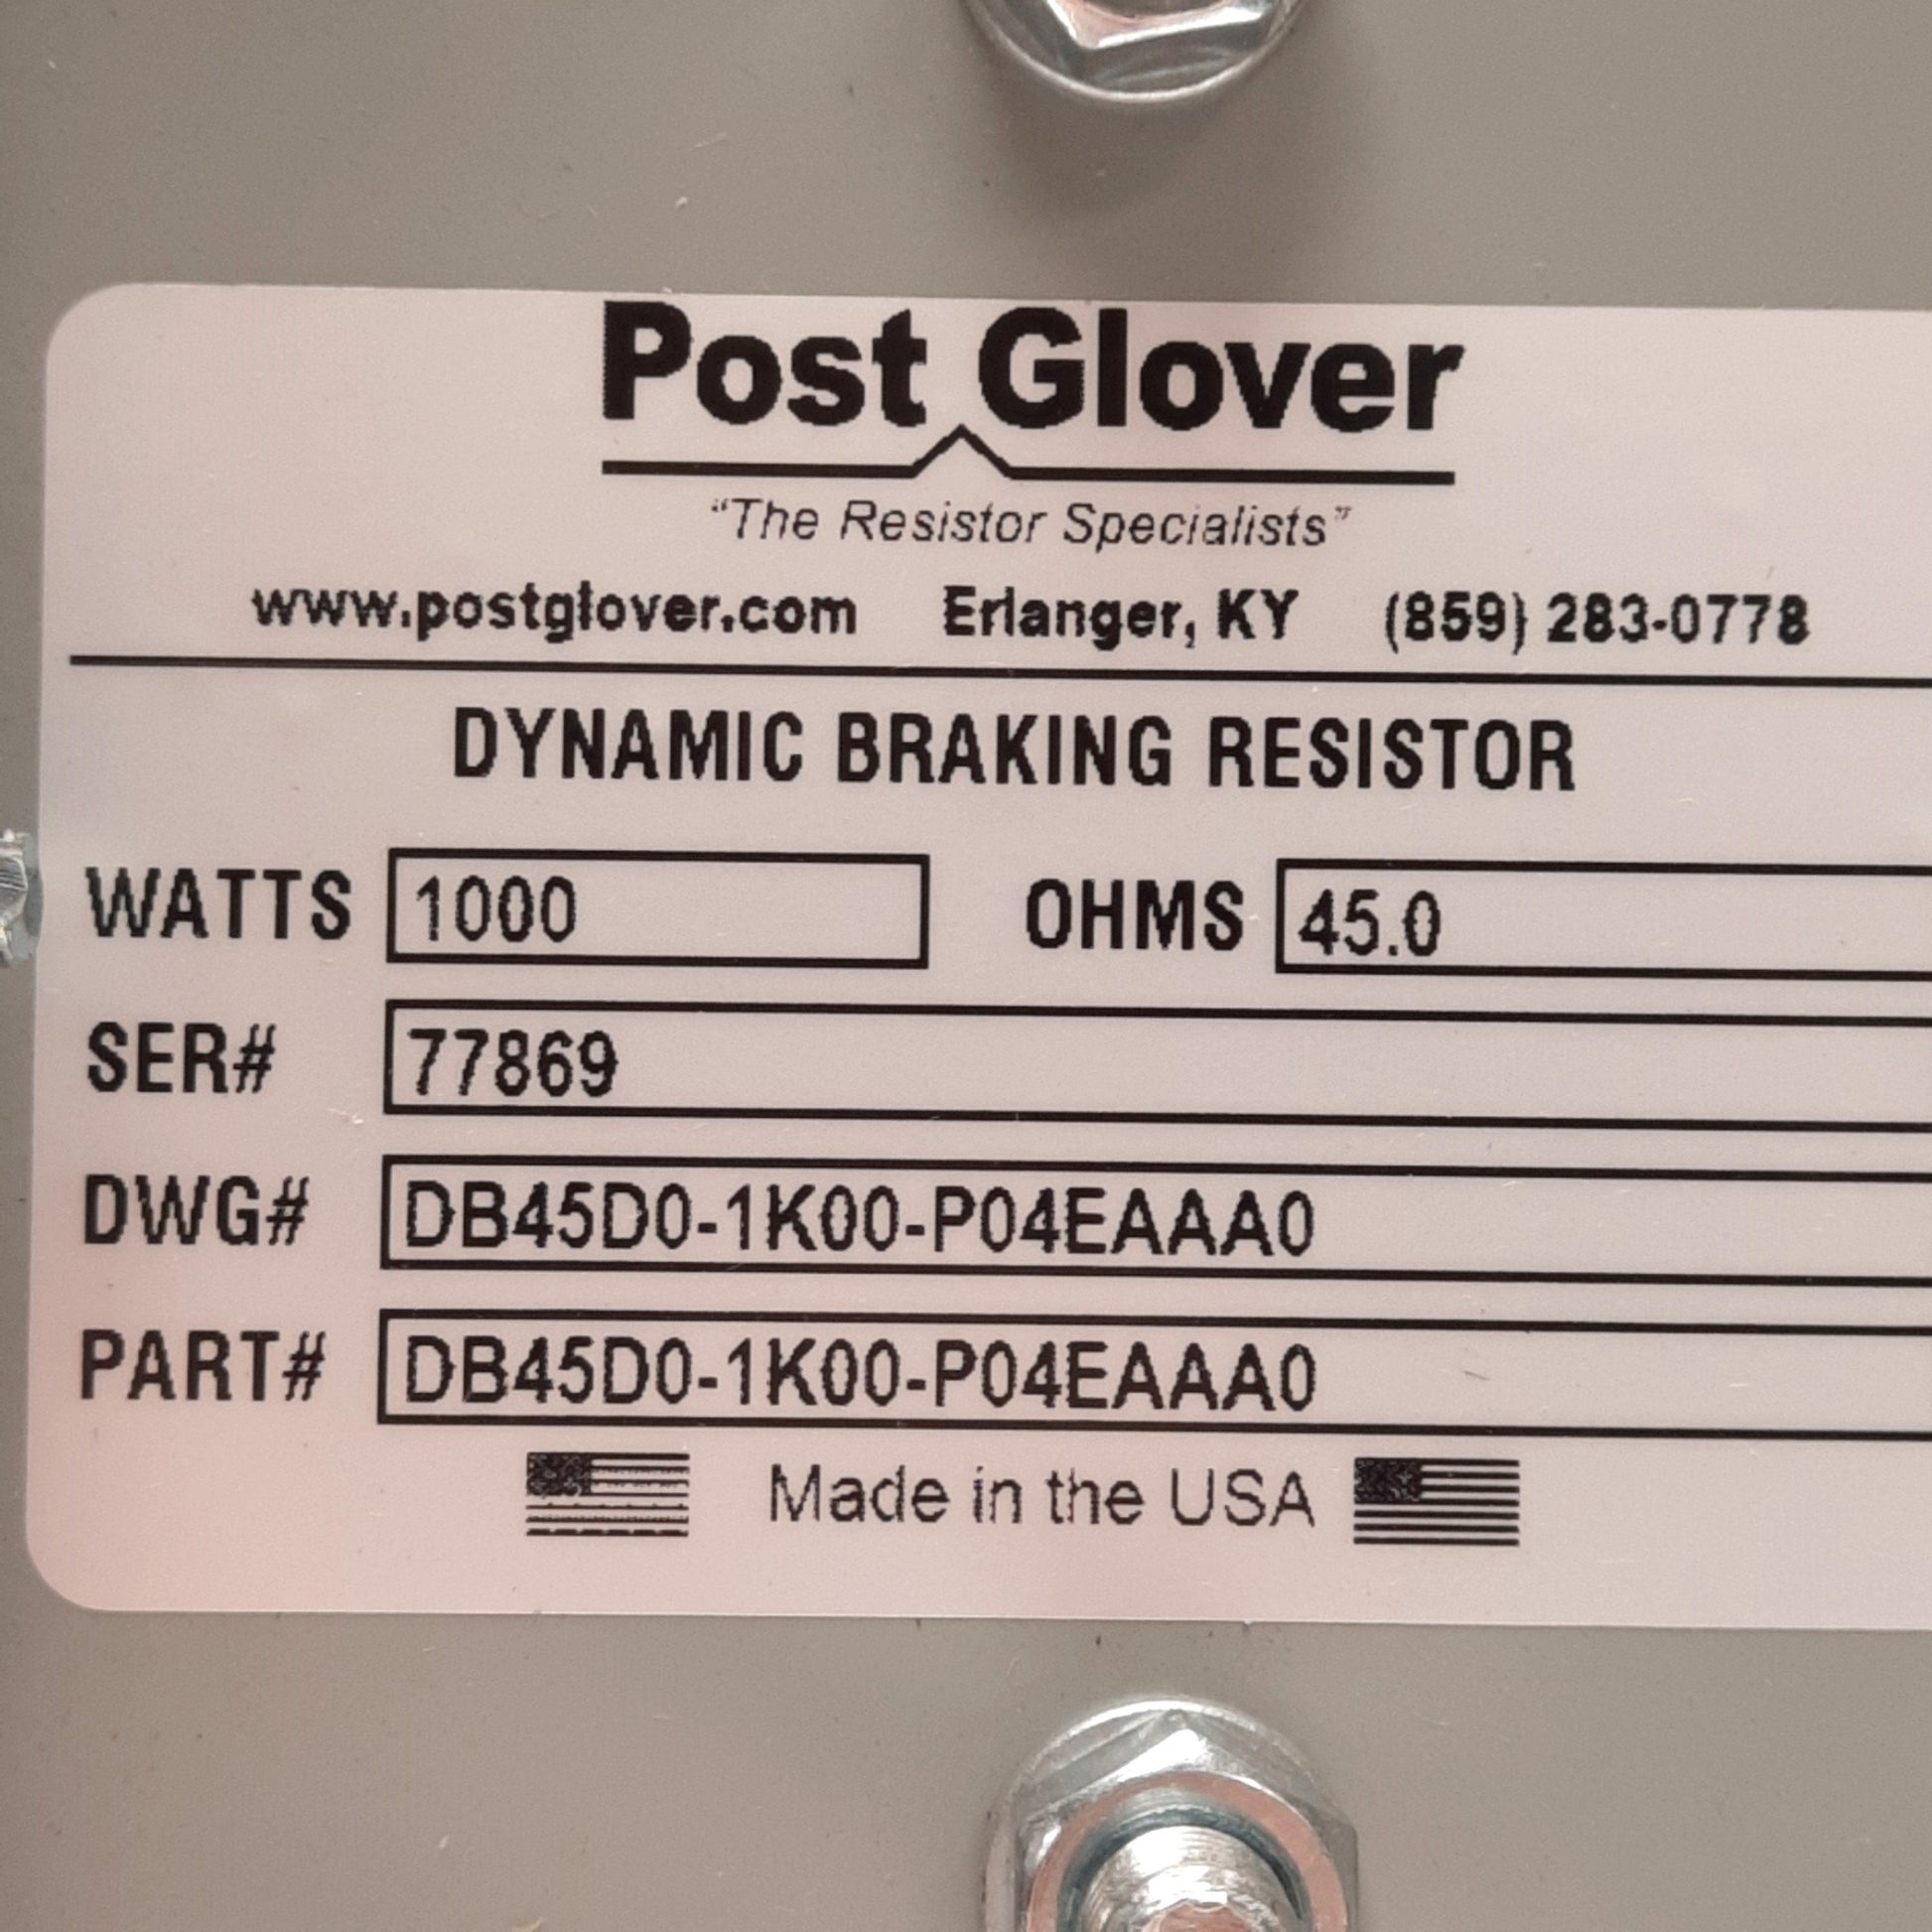 Post Glover
"The Resistor Specialists"
www.postglover.com Erlanger, KY (859) 283-0778
DYNAMIC BRAKING RESISTOR
WATTS 1000 OHMS 45.0
SER# 77869
DWG# DB45D0-1K00-P04EAAA0
PART# DB45D0-1K00-P04EAAA0
Made in the USA